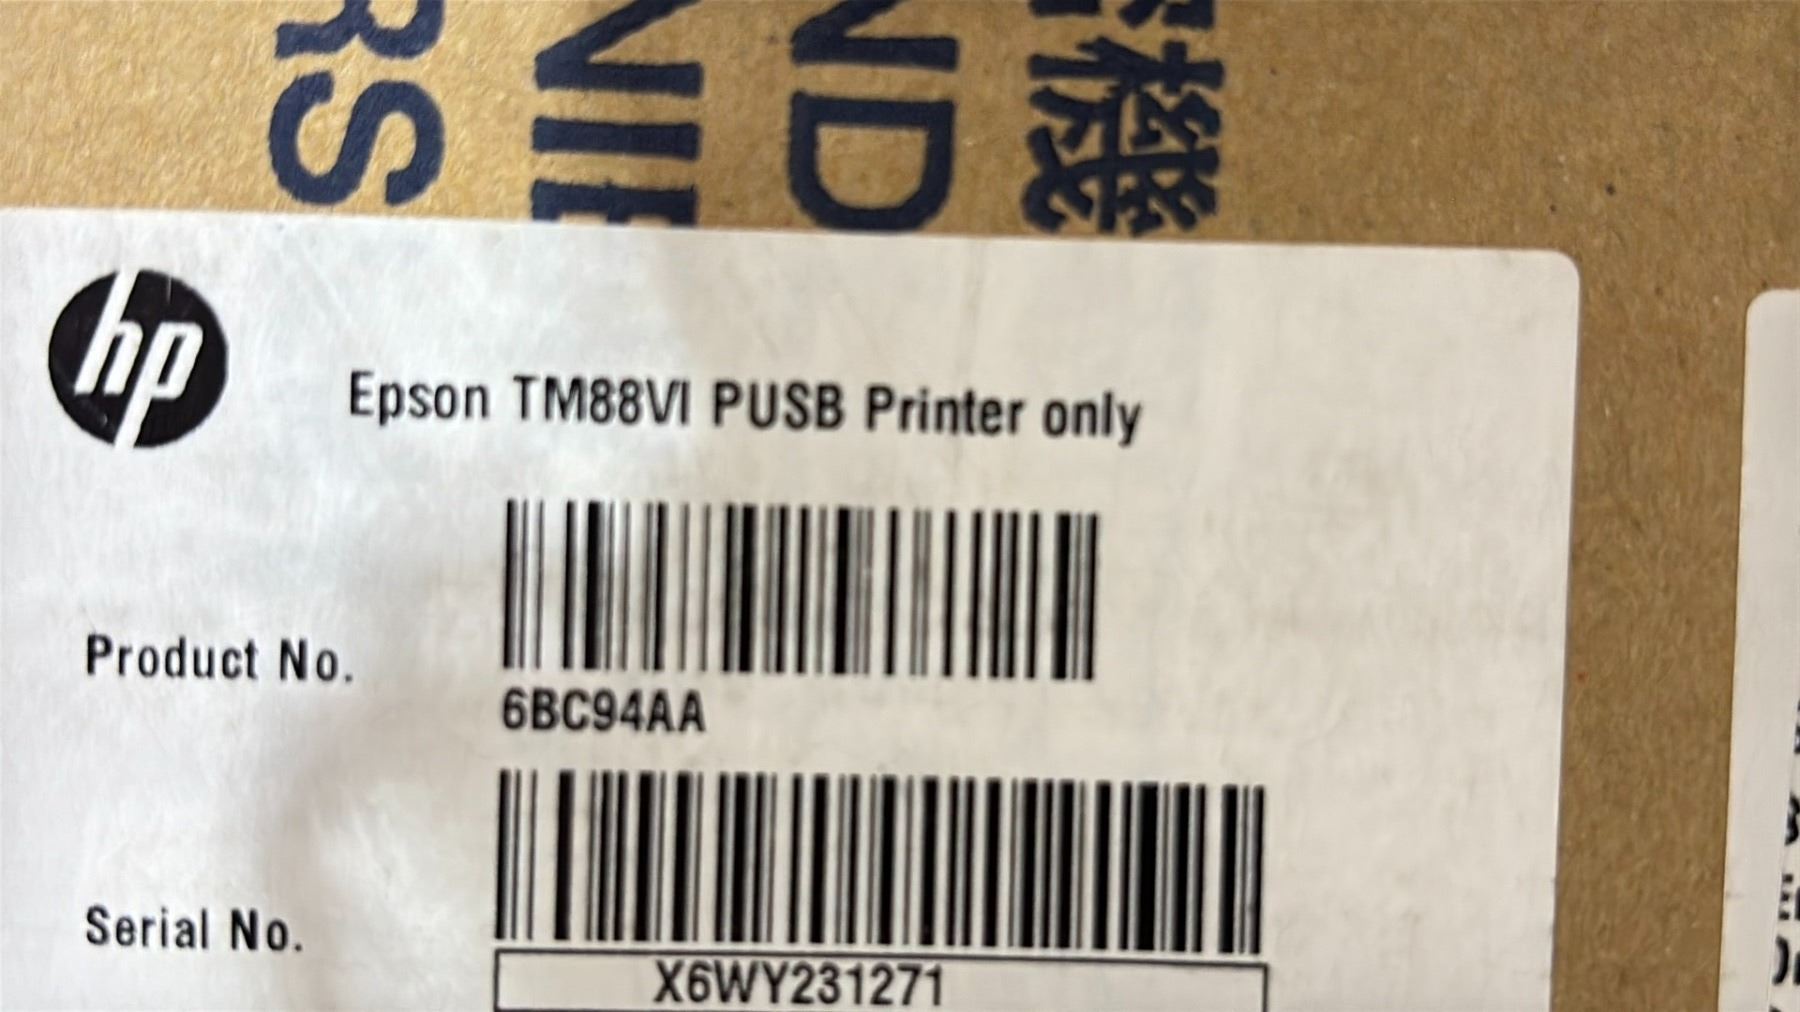 hp
Epson TM88VI PUSB Printer only
Product No.
6BC94AA
Serial No.
X6WY231271